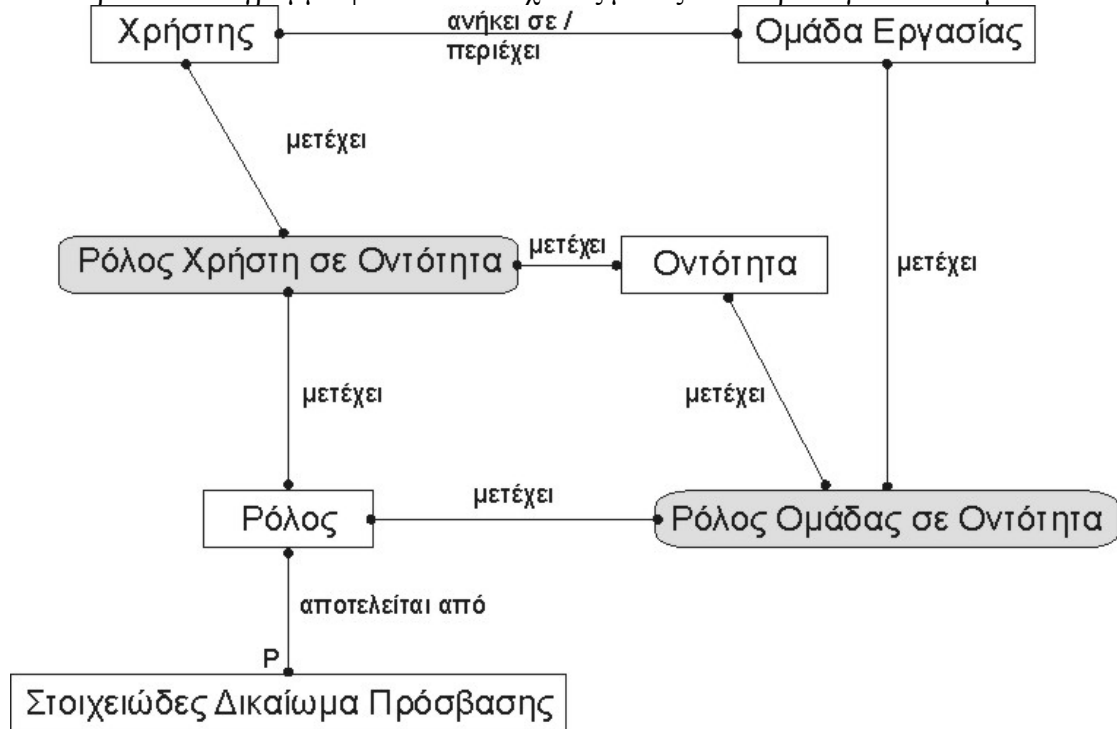 Χρήστης
ανήκει σε /
περιέχει
Ομάδα Εργασίας
μετέχει
Ρόλος Χρήστη σε Οντότητα
μετέχει
Οντότητα
μετέχει
μετέχει
μετέχει
Ρόλος
μετέχει
Ρόλος Ομάδας σε Οντότητα
αποτελείται από
P
Στοιχειώδες Δικαίωμα Πρόσβασης